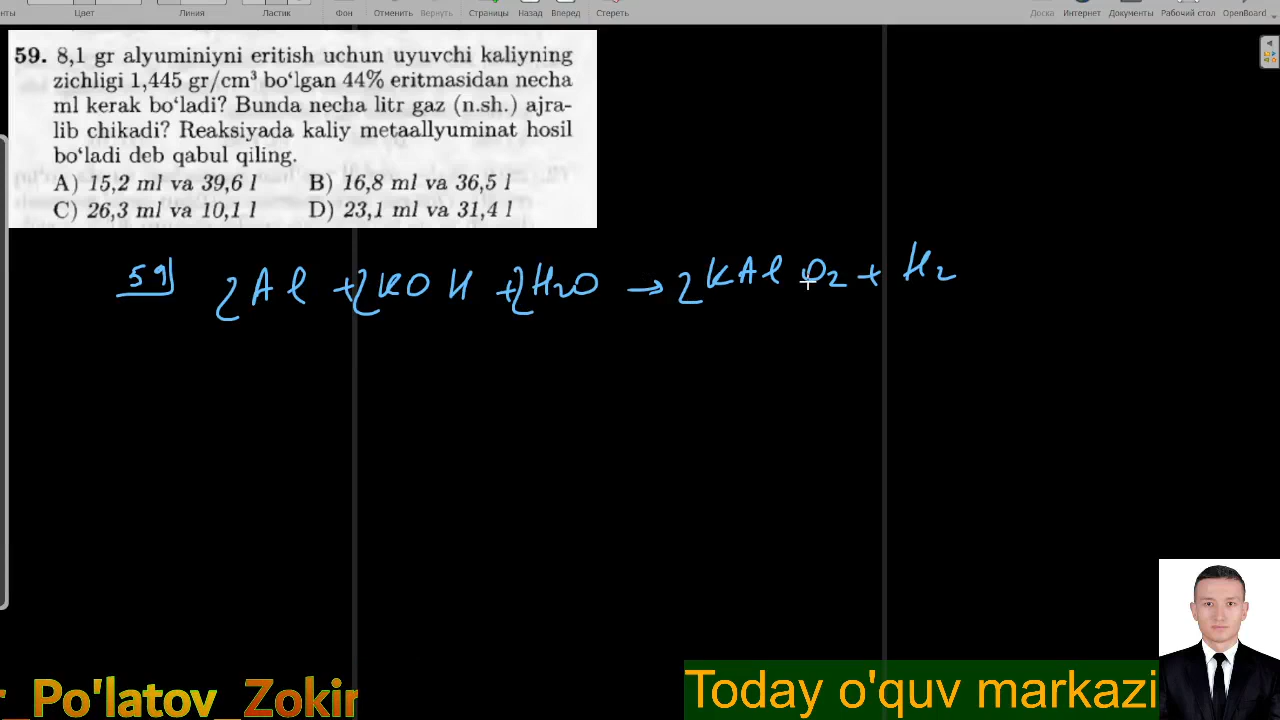 нты Цвет Линия Ластик Фон Отменить Вернуть Страницы Назад Вперед Стереть Доска Интернет Документы Рабочий стол OpenBoard
59. 8,1 gr alyuminiyni eritish uchun uyuvchi kaliyning
zichligi 1,445 gr/cm³ bo‘lgan 44% eritmasidan necha
ml kerak bo‘ladi? Bunda necha litr gaz (n.sh.) ajra-
lib chikadi? Reaksiyada kaliy metaallyuminat hosil
bo‘ladi deb qabul qiling.
A) 15,2 ml va 39,6 l B) 16,8 ml va 36,5 l
C) 26,3 ml va 10,1 l D) 23,1 ml va 31,4 l
59) 2Al + 2KOH + 2H2O → 2KAlO2 + H2
r_Po'latov_Zokir
Today o'quv markazi